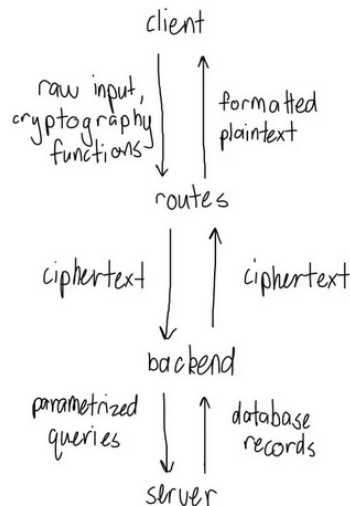 client
raw input,
cryptography
functions
formatted
plaintext
routes
ciphertext
ciphertext
backend
parametrized
queries
database
records
server